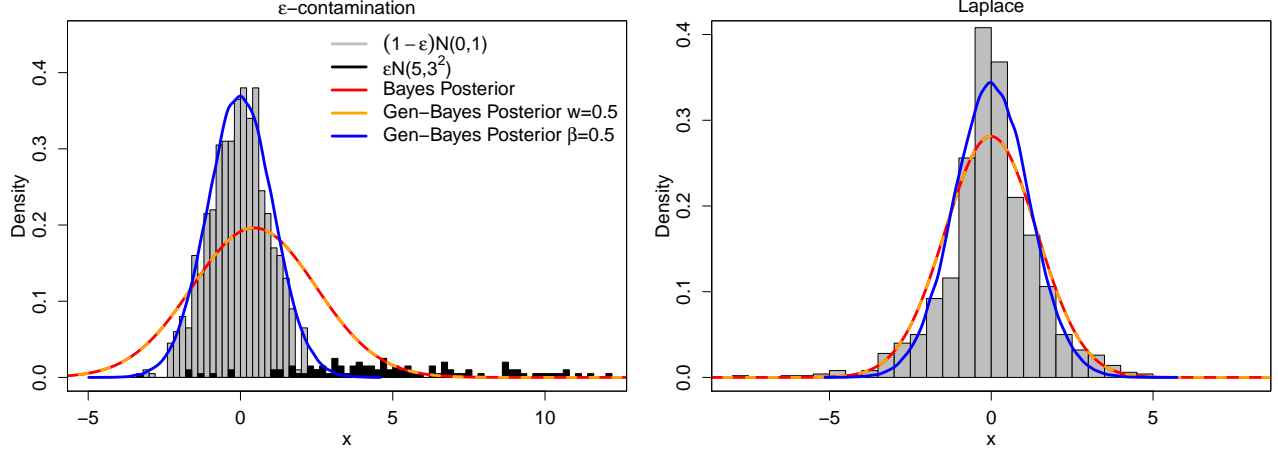 ε−contamination
(1−ε)N(0,1)
εN(5,3²)
Bayes Posterior
Gen−Bayes Posterior w=0.5
Gen−Bayes Posterior β=0.5
Density
0.0
0.1
0.2
0.3
0.4
−5
0
5
10
x
Laplace
Density
0.0
0.1
0.2
0.3
0.4
−5
0
5
x